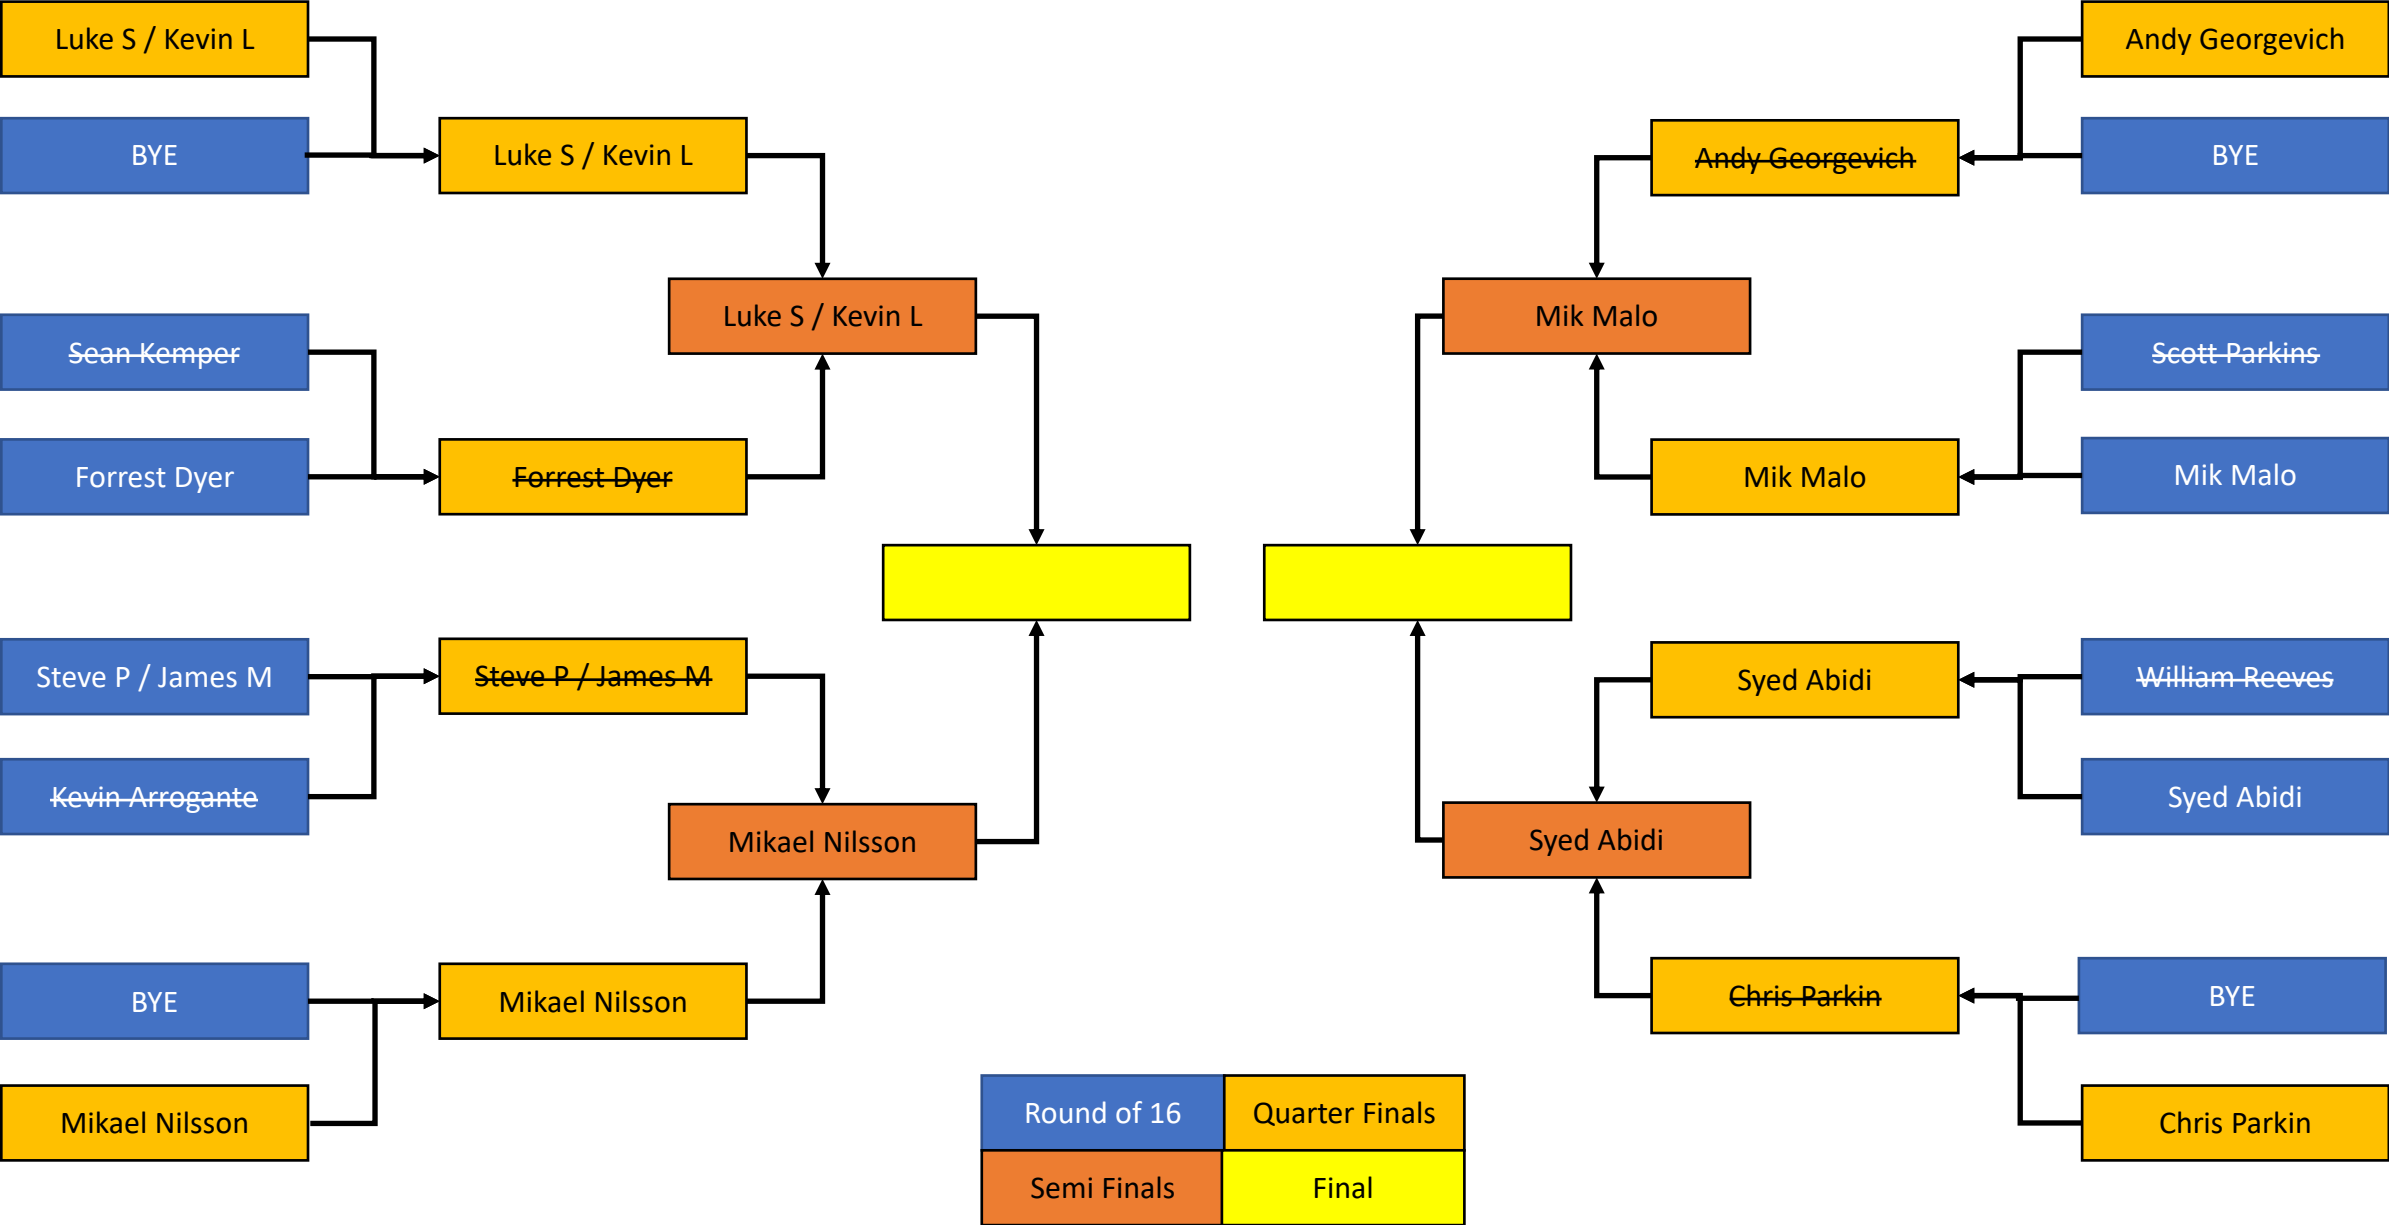 Luke S / Kevin L
Andy Georgevich
BYE
Luke S / Kevin L
Andy Georgevich
BYE
Luke S / Kevin L
Mik Malo
Sean Kemper
Scott Parkins
Forrest Dyer
Forrest Dyer
Mik Malo
Mik Malo
Steve P / James M
Steve P / James M
Syed Abidi
William Reeves
Kevin Arrogante
Syed Abidi
Mikael Nilsson
Syed Abidi
BYE
Mikael Nilsson
Chris Parkin
BYE
Mikael Nilsson
Chris Parkin
Round of 16
Quarter Finals
Semi Finals
Final